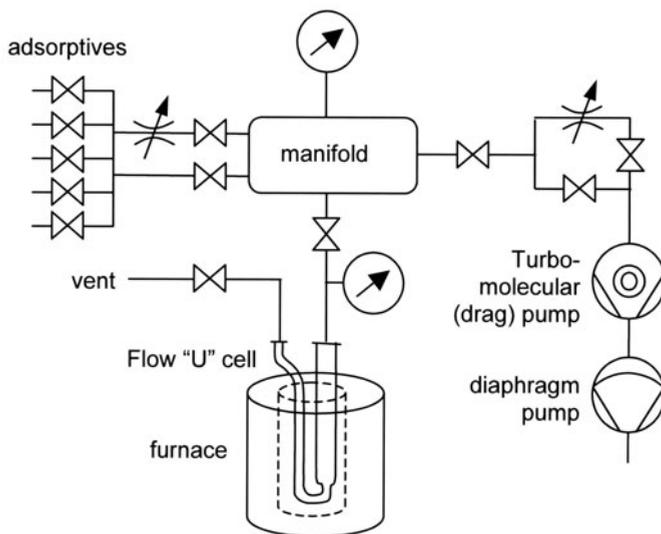 adsorptives
manifold
vent
Turbo-
molecular
(drag) pump
Flow “U” cell
diaphragm
pump
furnace